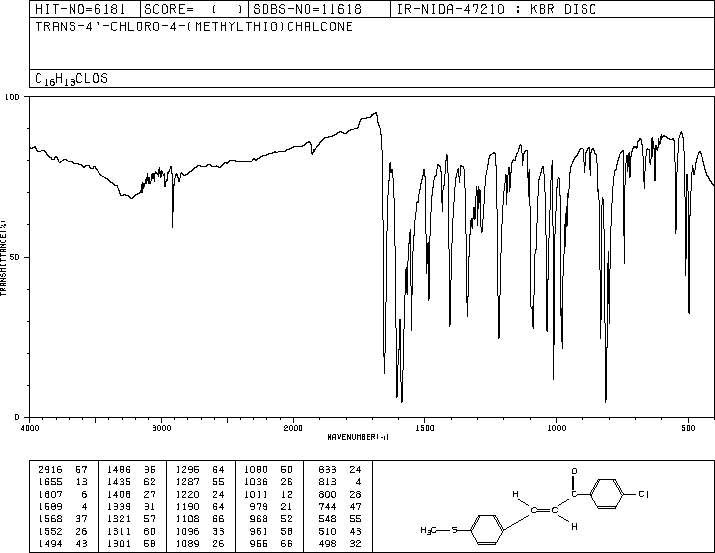 HIT-NO=6181 SCORE= ( ) SDBS-NO=11618 IR-NIDA-47210 : KBR DISC
TRANS-4'-CHLORO-4-(METHYLTHIO)CHALCONE
C16H13CLOS
100
50
0
TRANSMITTANCE(%)
4000 3000 2000 1500 1000 500
WAVENUMBER(-1)
2916 57 1486 36 1296 64 1080 60 833 24
1655 13 1435 62 1287 55 1036 26 813 4
1607 6 1408 27 1220 24 1011 12 800 28
1589 4 1339 31 1190 64 979 21 744 47
1568 37 1321 57 1108 66 968 52 548 55
1552 26 1311 60 1096 33 961 58 510 43
1494 43 1301 58 1089 26 955 66 498 32
O
H
Cl
H
H3C S